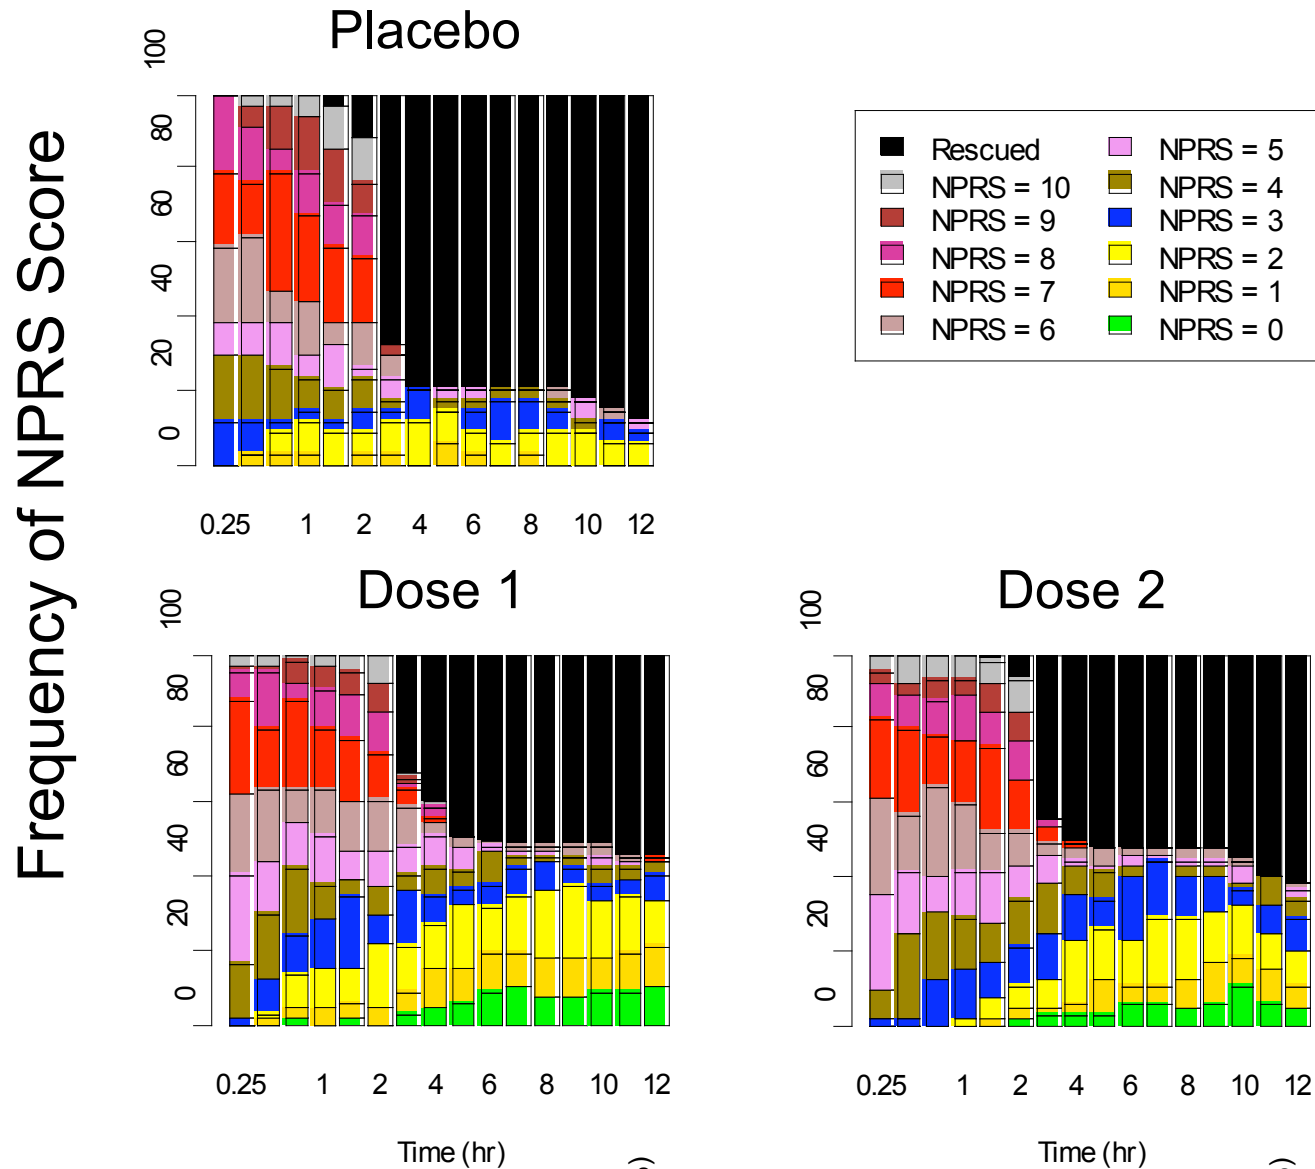 Placebo
Frequency of NPRS Score
100
80
60
40
20
0
0.25 1 2 4 6 8 10 12
Rescued
NPRS = 10
NPRS = 9
NPRS = 8
NPRS = 7
NPRS = 6
NPRS = 5
NPRS = 4
NPRS = 3
NPRS = 2
NPRS = 1
NPRS = 0
Dose 1
100
80
60
40
20
0
0.25 1 2 4 6 8 10 12
Time (hr)
Dose 2
100
80
60
40
20
0
0.25 1 2 4 6 8 10 12
Time (hr)